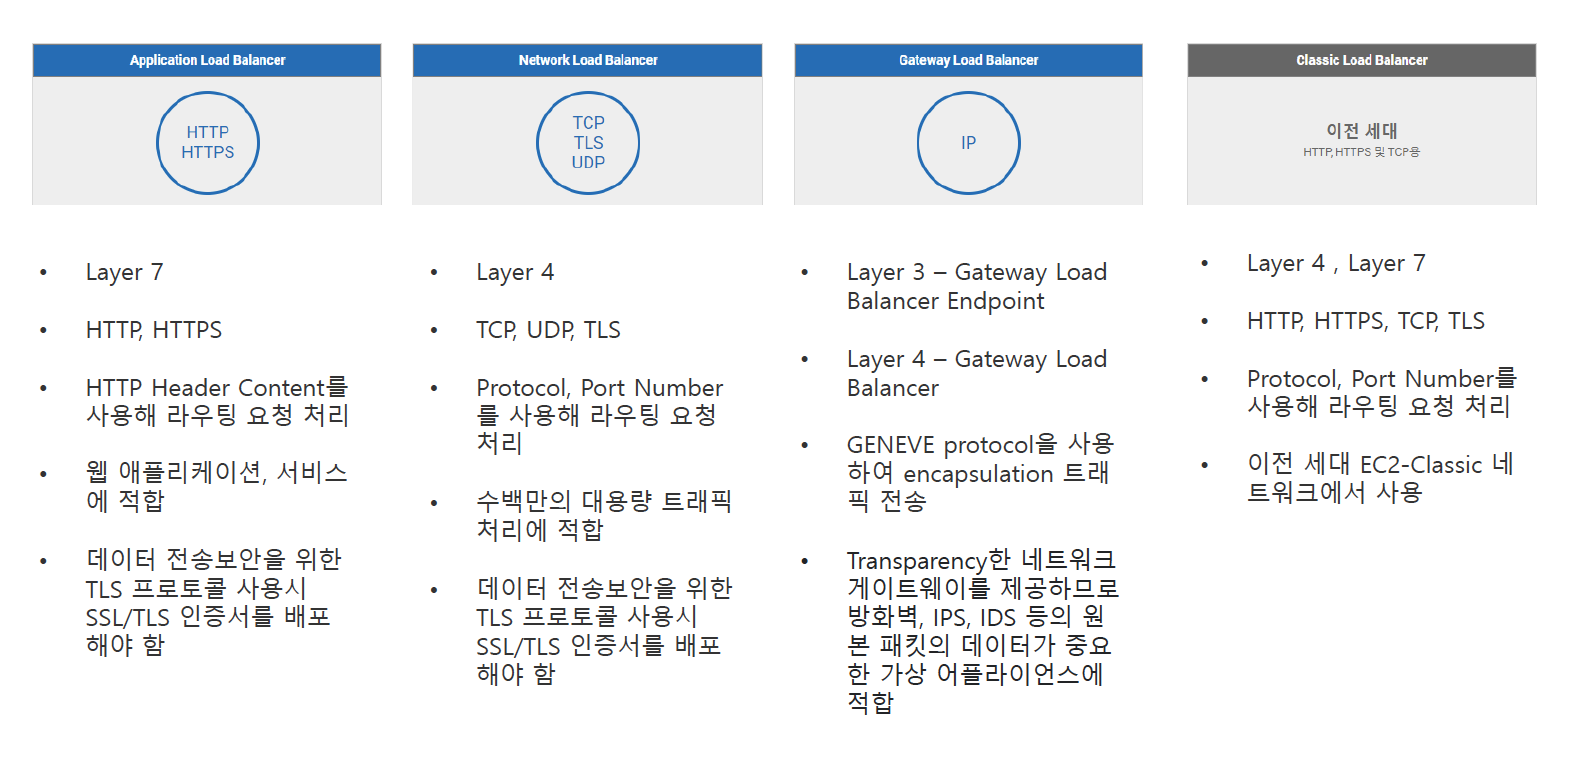 Application Load Balancer
HTTP
HTTPS
• Layer 7
• HTTP, HTTPS
• HTTP Header Content를
사용해 라우팅 요청 처리
• 웹 애플리케이션, 서비스
에 적합
• 데이터 전송보안을 위한
TLS 프로토콜 사용시
SSL/TLS 인증서를 배포
해야 함
Network Load Balancer
TCP
TLS
UDP
• Layer 4
• TCP, UDP, TLS
• Protocol, Port Number
를 사용해 라우팅 요청
처리
• 수백만의 대용량 트래픽
처리에 적합
• 데이터 전송보안을 위한
TLS 프로토콜 사용시
SSL/TLS 인증서를 배포
해야 함
Gateway Load Balancer
IP
• Layer 3 – Gateway Load
Balancer Endpoint
• Layer 4 – Gateway Load
Balancer
• GENEVE protocol을 사용
하여 encapsulation 트래
픽 전송
• Transparency한 네트워크
게이트웨이를 제공하므로
방화벽, IPS, IDS 등의 원
본 패킷의 데이터가 중요
한 가상 어플라이언스에
적합
Classic Load Balancer
이전 세대
HTTP, HTTPS 및 TCP용
• Layer 4 , Layer 7
• HTTP, HTTPS, TCP, TLS
• Protocol, Port Number를
사용해 라우팅 요청 처리
• 이전 세대 EC2-Classic 네
트워크에서 사용